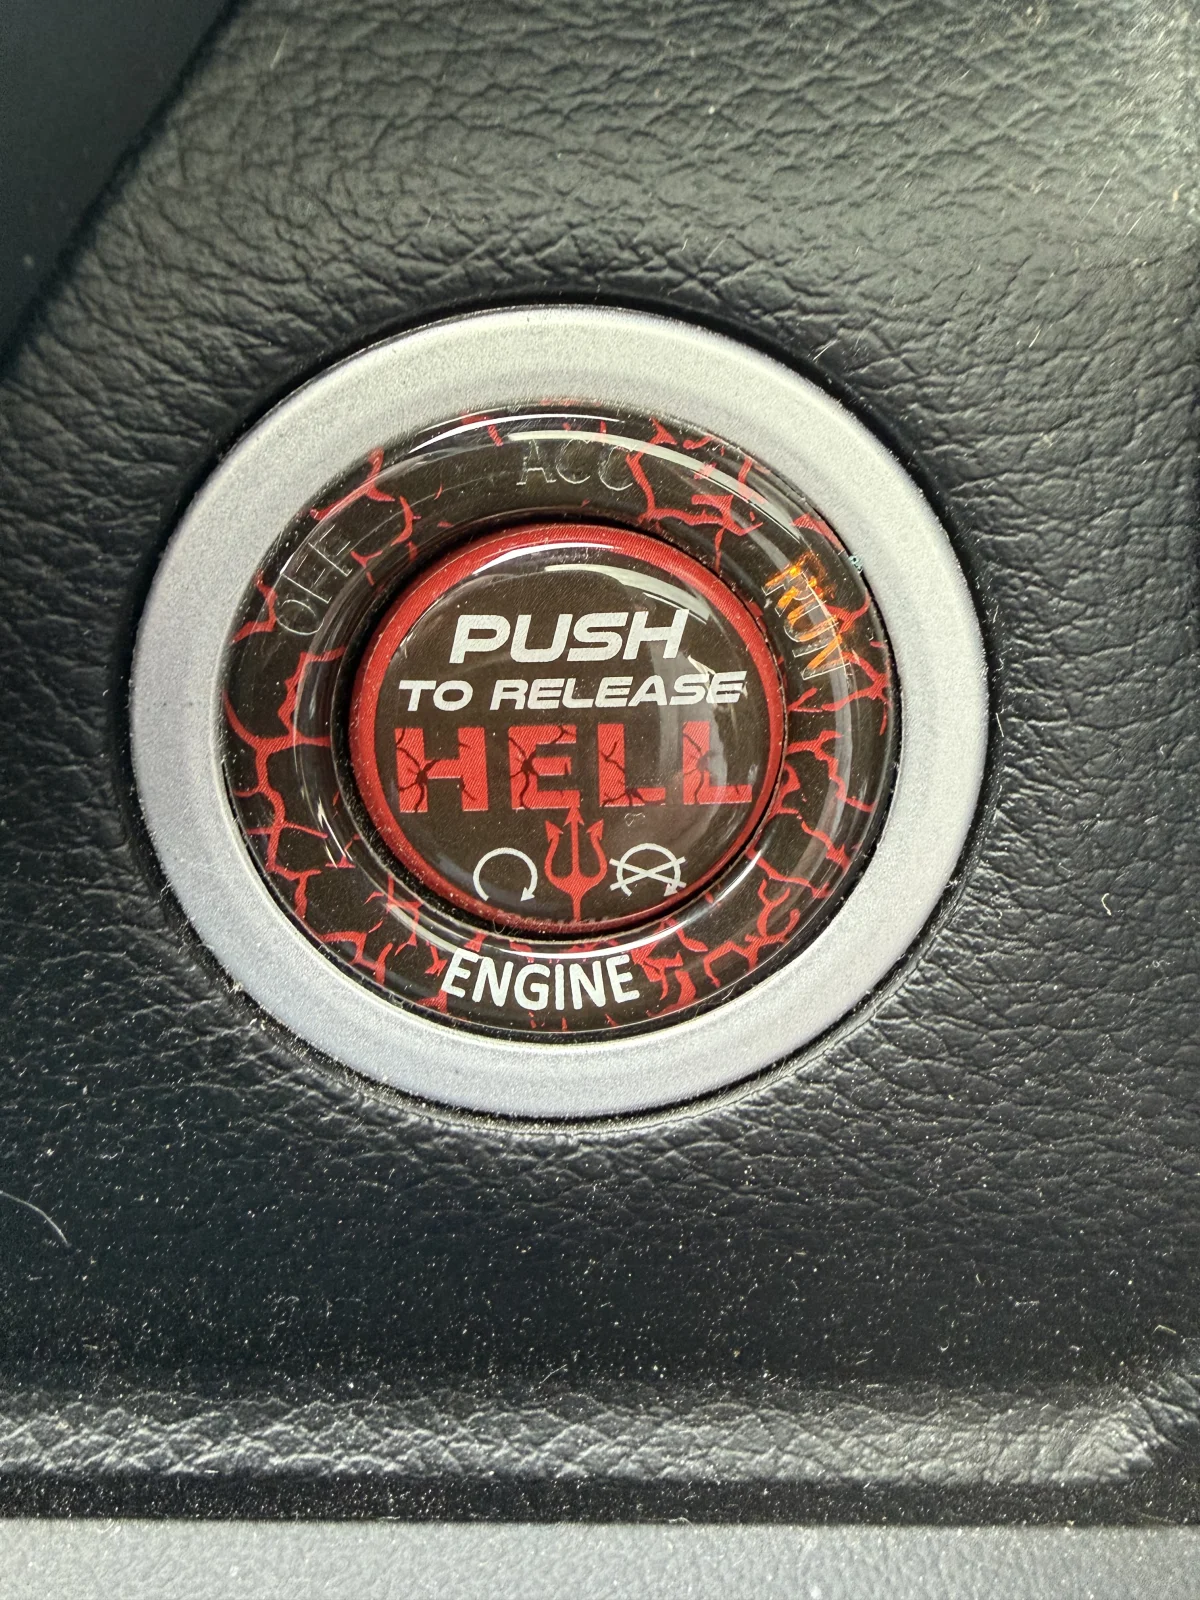 ACC
OFF
RUN
PUSH
TO RELEASE
HELL
ENGINE